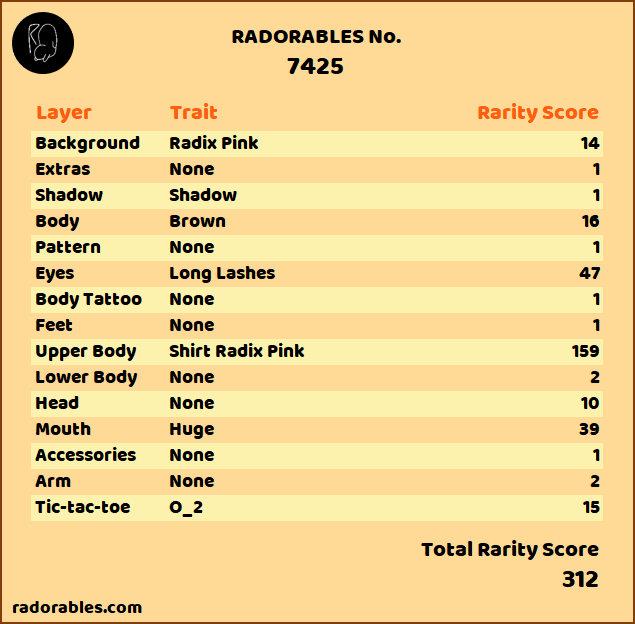 RADORABLES No.
7425
Layer Trait Rarity Score
Background Radix Pink 14
Extras None 1
Shadow Shadow 1
Body Brown 16
Pattern None 1
Eyes Long Lashes 47
Body Tattoo None 1
Feet None 1
Upper Body Shirt Radix Pink 159
Lower Body None 2
Head None 10
Mouth Huge 39
Accessories None 1
Arm None 2
Tic-tac-toe O_2 15
Total Rarity Score
312
radorables.com